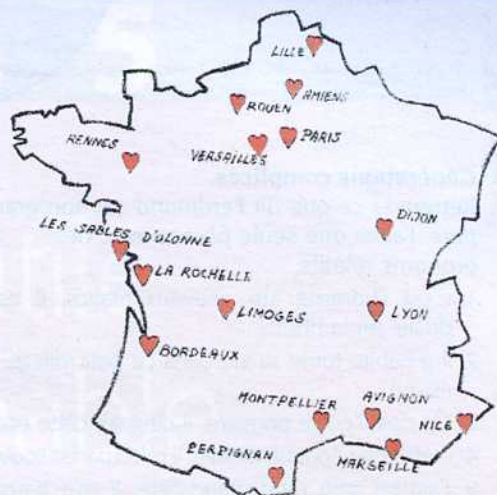 LILLE
AMIENS
ROUEN
PARIS
RENNES
VERSAILLES
DIJON
LES SABLES D'OLONNE
LA ROCHELLE
LIMOGES
LYON
BORDEAUX
MONTPELLIER
AVIGNON
NICE
PERPIGNAN
MARSEILLE